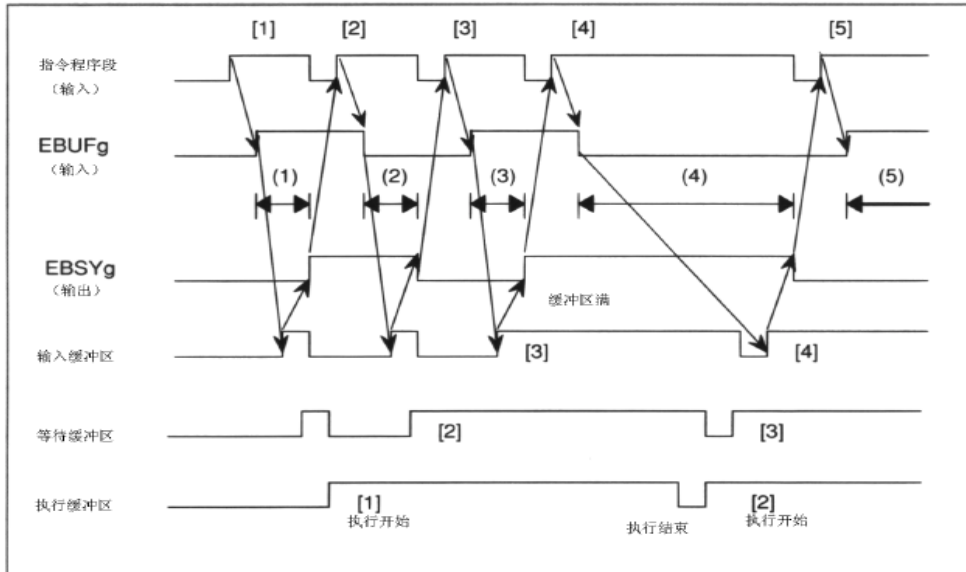 [1] [2] [3] [4] [5]
指令程序段
（输入）
EBUFg
（输入）
(1) (2) (3) (4) (5)
EBSYg
（输出）
缓冲区满
输入缓冲区
[3] [4]
等待缓冲区
[2] [3]
执行缓冲区
[1] [2]
执行开始 执行结束 执行开始